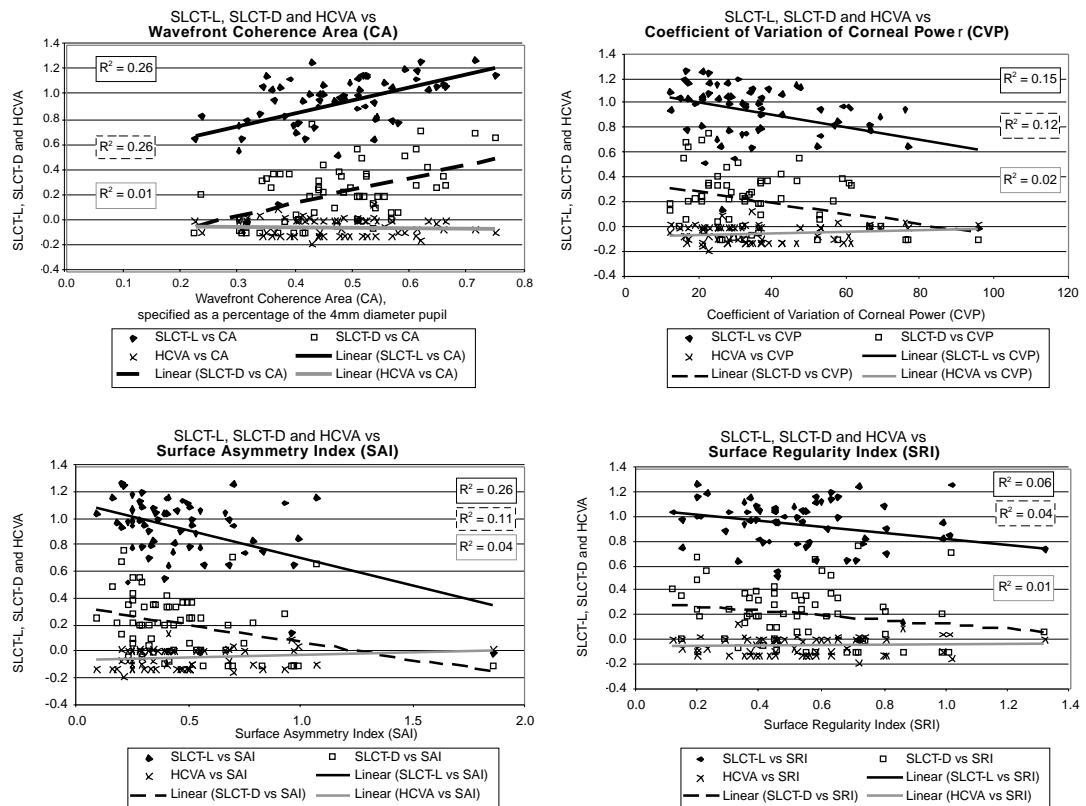 SLCT-L, SLCT-D and HCVA vs
Wavefront Coherence Area (CA)
SLCT-L, SLCT-D and HCVA
1.4
1.2
1.0
0.8
0.6
0.4
0.2
0.0
-0.2
0.4
R² = 0.26
R² = 0.26
R² = 0.01
0.0 0.1 0.2 0.3 0.4 0.5 0.6 0.7 0.8
Wavefront Coherence Area (CA),
specified as a percentage of the 4mm diameter pupil
SLCT-L vs CA SLCT-D vs CA
HCVA vs CA Linear (SLCT-L vs CA)
Linear (SLCT-D vs CA) Linear (HCVA vs CA)
SLCT-L, SLCT-D and HCVA vs
Coefficient of Variation of Corneal Power (CVP)
SLCT-L, SLCT-D and HCVA
1.4
1.2
1.0
0.8
0.6
0.4
0.2
0.0
-0.2
-0.4
R² = 0.15
R² = 0.12
R² = 0.02
0 20 40 60 80 100 120
Coefficient of Variation of Corneal Power (CVP)
SLCT-L vs CVP SLCT-D vs CVP
HCVA vs CVP Linear (SLCT-L vs CVP)
Linear (SLCT-D vs CVP) Linear (HCVA vs CVP)
SLCT-L, SLCT-D and HCVA vs
Surface Asymmetry Index (SAI)
SLCT-L, SLCT-D and HCVA
1.4
1.2
1.0
0.8
0.6
0.4
0.2
0.0
-0.2
-0.4
R² = 0.26
R² = 0.11
R² = 0.04
0.0 0.5 1.0 1.5 2.0
Surface Asymmetry Index (SAI)
SLCT-L vs SAI SLCT-D vs SAI
HCVA vs SAI Linear (SLCT-L vs SAI)
Linear (SLCT-D vs SAI) Linear (HCVA vs SAI)
SLCT-L, SLCT-D and HCVA vs
Surface Regularity Index (SRI)
SLCT-L, SLCT-D and HCVA
1.4
1.2
1.0
0.8
0.6
0.4
0.2
0.0
-0.2
-0.4
R² = 0.06
R² = 0.04
R² = 0.01
0.0 0.2 0.4 0.6 0.8 1.0 1.2 1.4
Surface Regularity Index (SRI)
SLCT-L vs SRI SLCT-D vs SRI
HCVA vs SRI Linear (SLCT-L vs SRI)
Linear (SLCT-D vs SRI) Linear (HCVA vs SRI)